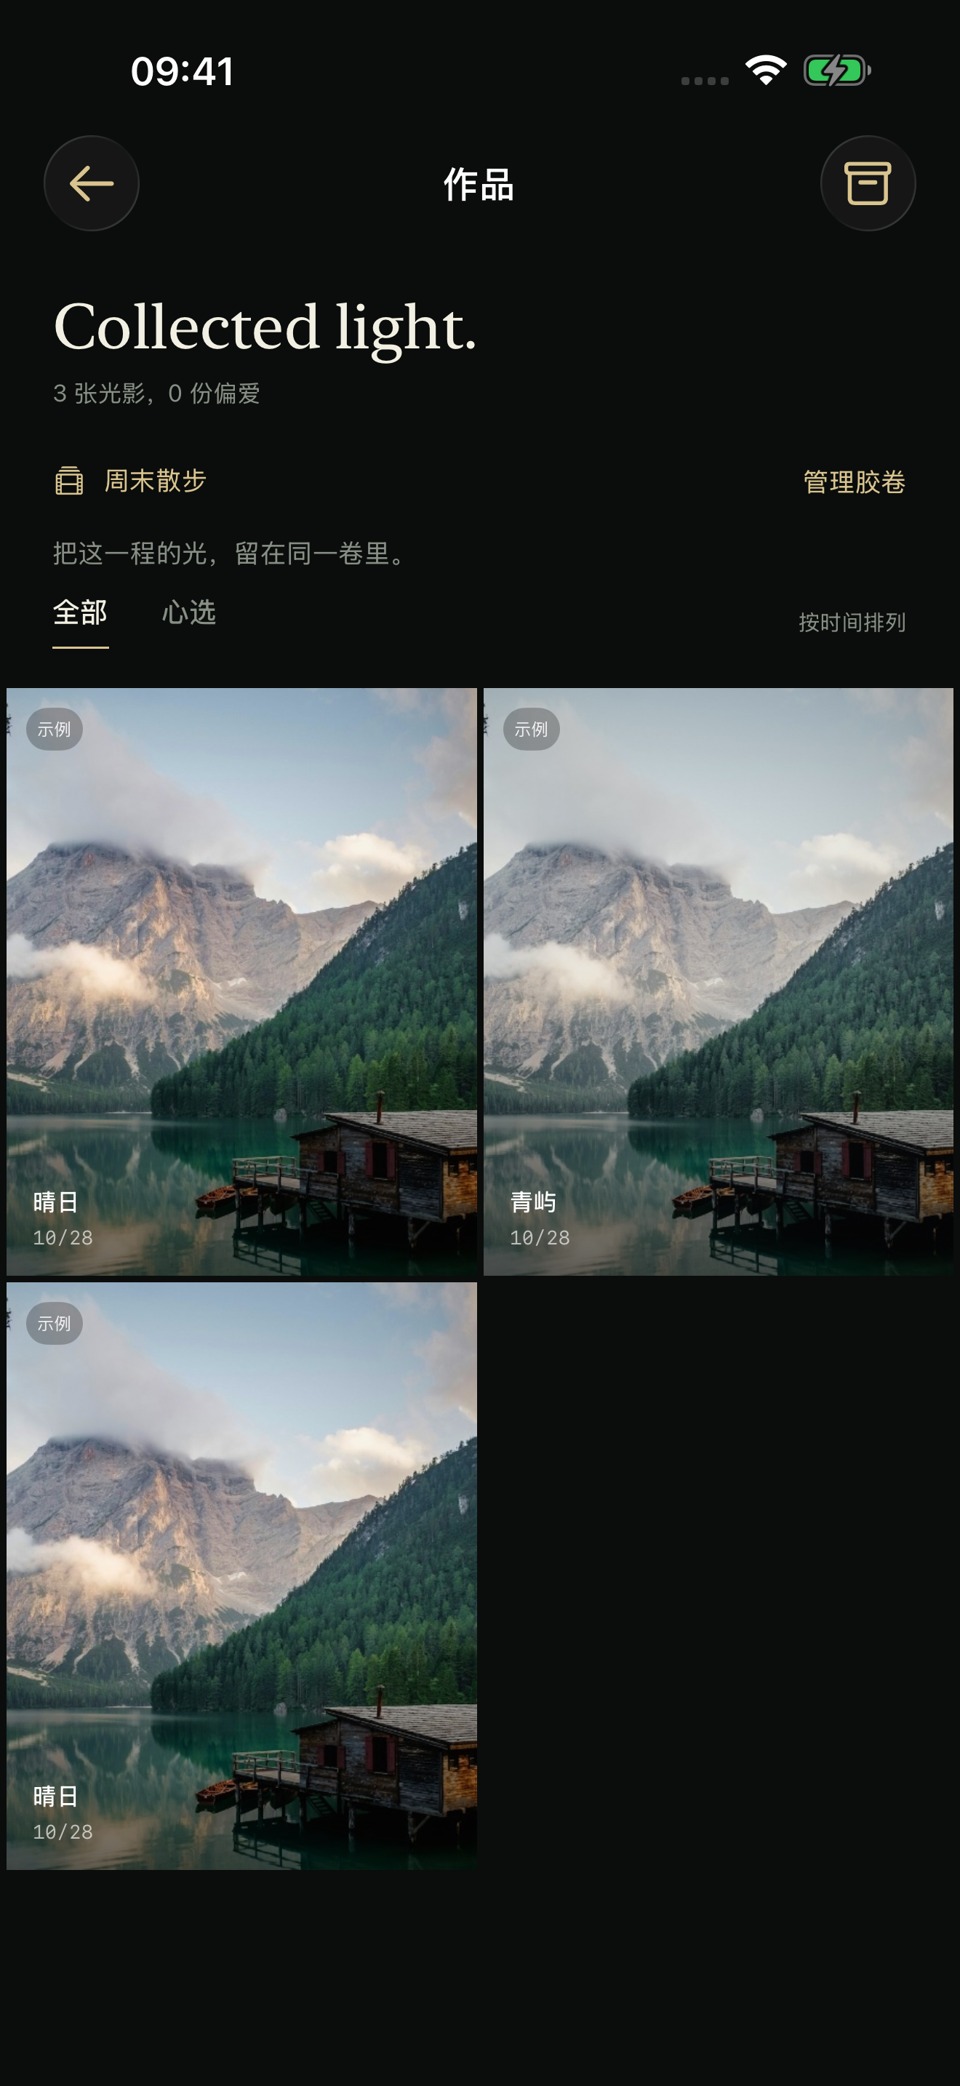 09:41
作品
Collected light.
3 张光影，0 份偏爱
周末散步
管理胶卷
把这一程的光，留在同一卷里。
全部
心选
按时间排列
示例
晴日
10/28
示例
青屿
10/28
示例
晴日
10/28